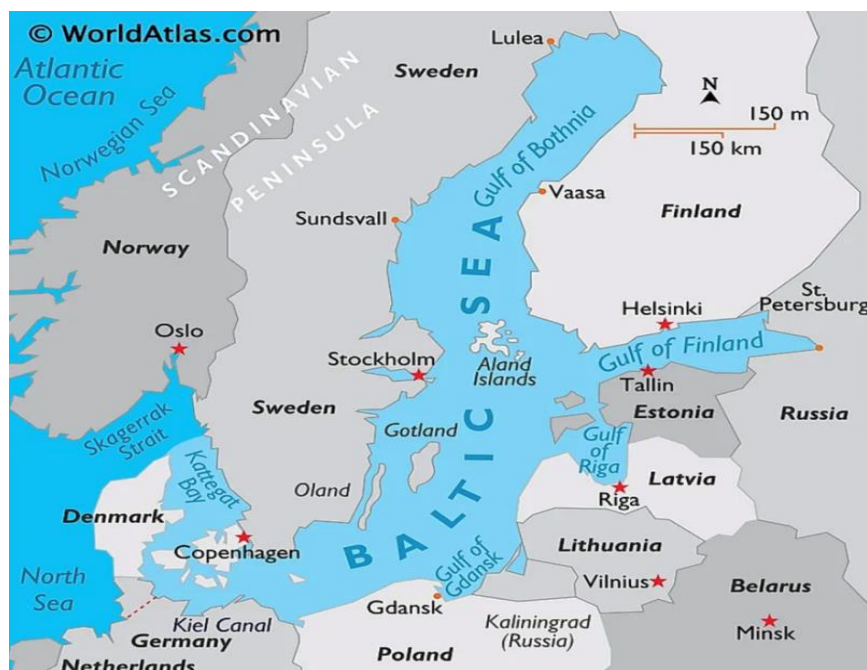 © WorldAtlas.com
Atlantic
Ocean
Norwegian Sea
SCANDINAVIAN
PENINSULA
Sweden
Lulea
Gulf of Bothnia
N
150 m
150 km
Vaasa
Sundsvall
Finland
Norway
BALTIC SEA
St.
Petersburg
Helsinki
Oslo
Stockholm
Aland
Islands
Gulf of Finland
Tallin
Sweden
Estonia
Russia
Skagerrak
Strait
Gotland
Gulf
of
Riga
Kattegat
Bay
Oland
Latvia
Riga
Denmark
Copenhagen
Lithuania
Gulf of
Gdansk
North
Sea
Vilnius
Belarus
Gdansk
Kaliningrad
(Russia)
Kiel Canal
Minsk
Germany
Poland
Netherlands